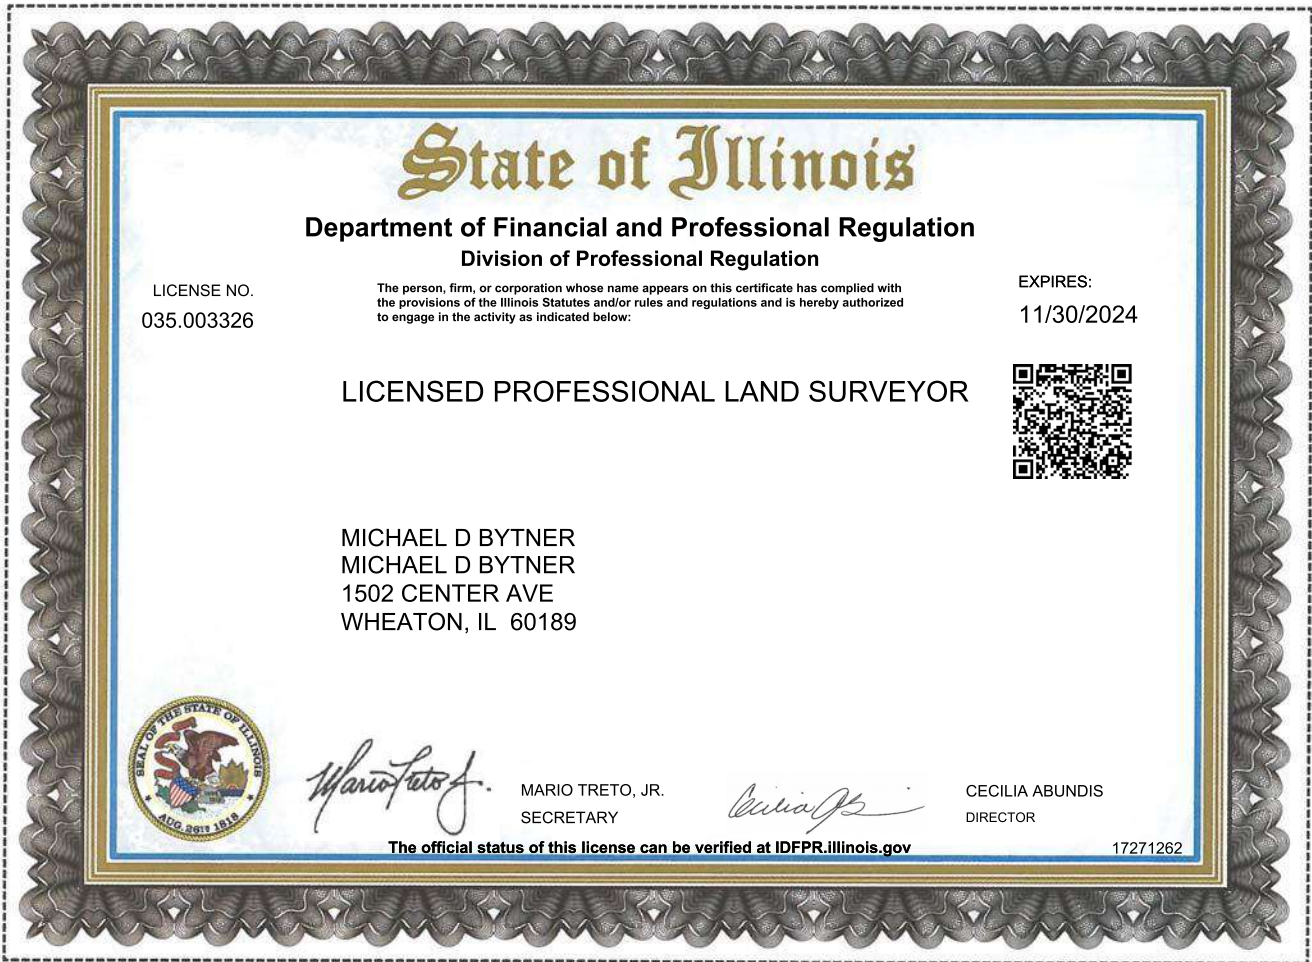 State of Illinois
Department of Financial and Professional Regulation
Division of Professional Regulation
LICENSE NO.
035.003326
The person, firm, or corporation whose name appears on this certificate has complied with
the provisions of the Illinois Statutes and/or rules and regulations and is hereby authorized
to engage in the activity as indicated below:
EXPIRES:
11/30/2024
LICENSED PROFESSIONAL LAND SURVEYOR
MICHAEL D BYTNER
MICHAEL D BYTNER
1502 CENTER AVE
WHEATON, IL 60189
SEAL OF THE STATE OF ILLINOIS
AUG. 26TH 1818
Mario Treto Jr.
MARIO TRETO, JR.
SECRETARY
Cecilia
CECILIA ABUNDIS
DIRECTOR
The official status of this license can be verified at IDFPR.illinois.gov
17271262